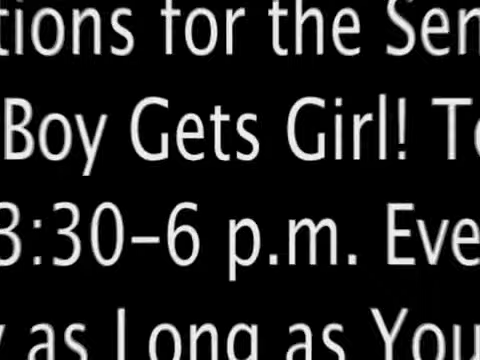 tions for the Sen
Boy Gets Girl! To
3:30–6 p.m. Eve
y as Long as You